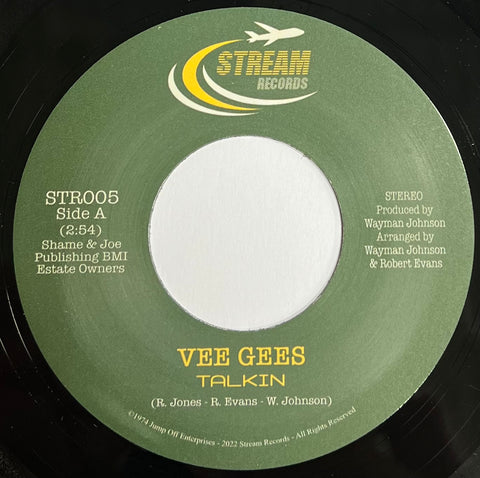 STREAM
RECORDS
STR005
Side A
(2:54)
Shame & Joe
Publishing BMI
Estate Owners
STEREO
Produced by
Wayman Johnson
Arranged by
Wayman Johnson
& Robert Evans
VEE GEES
TALKIN
(R. Jones - R. Evans - W. Johnson)
©1974 Jump Off Enterprises - 2022 Stream Records - All Rights Reserved